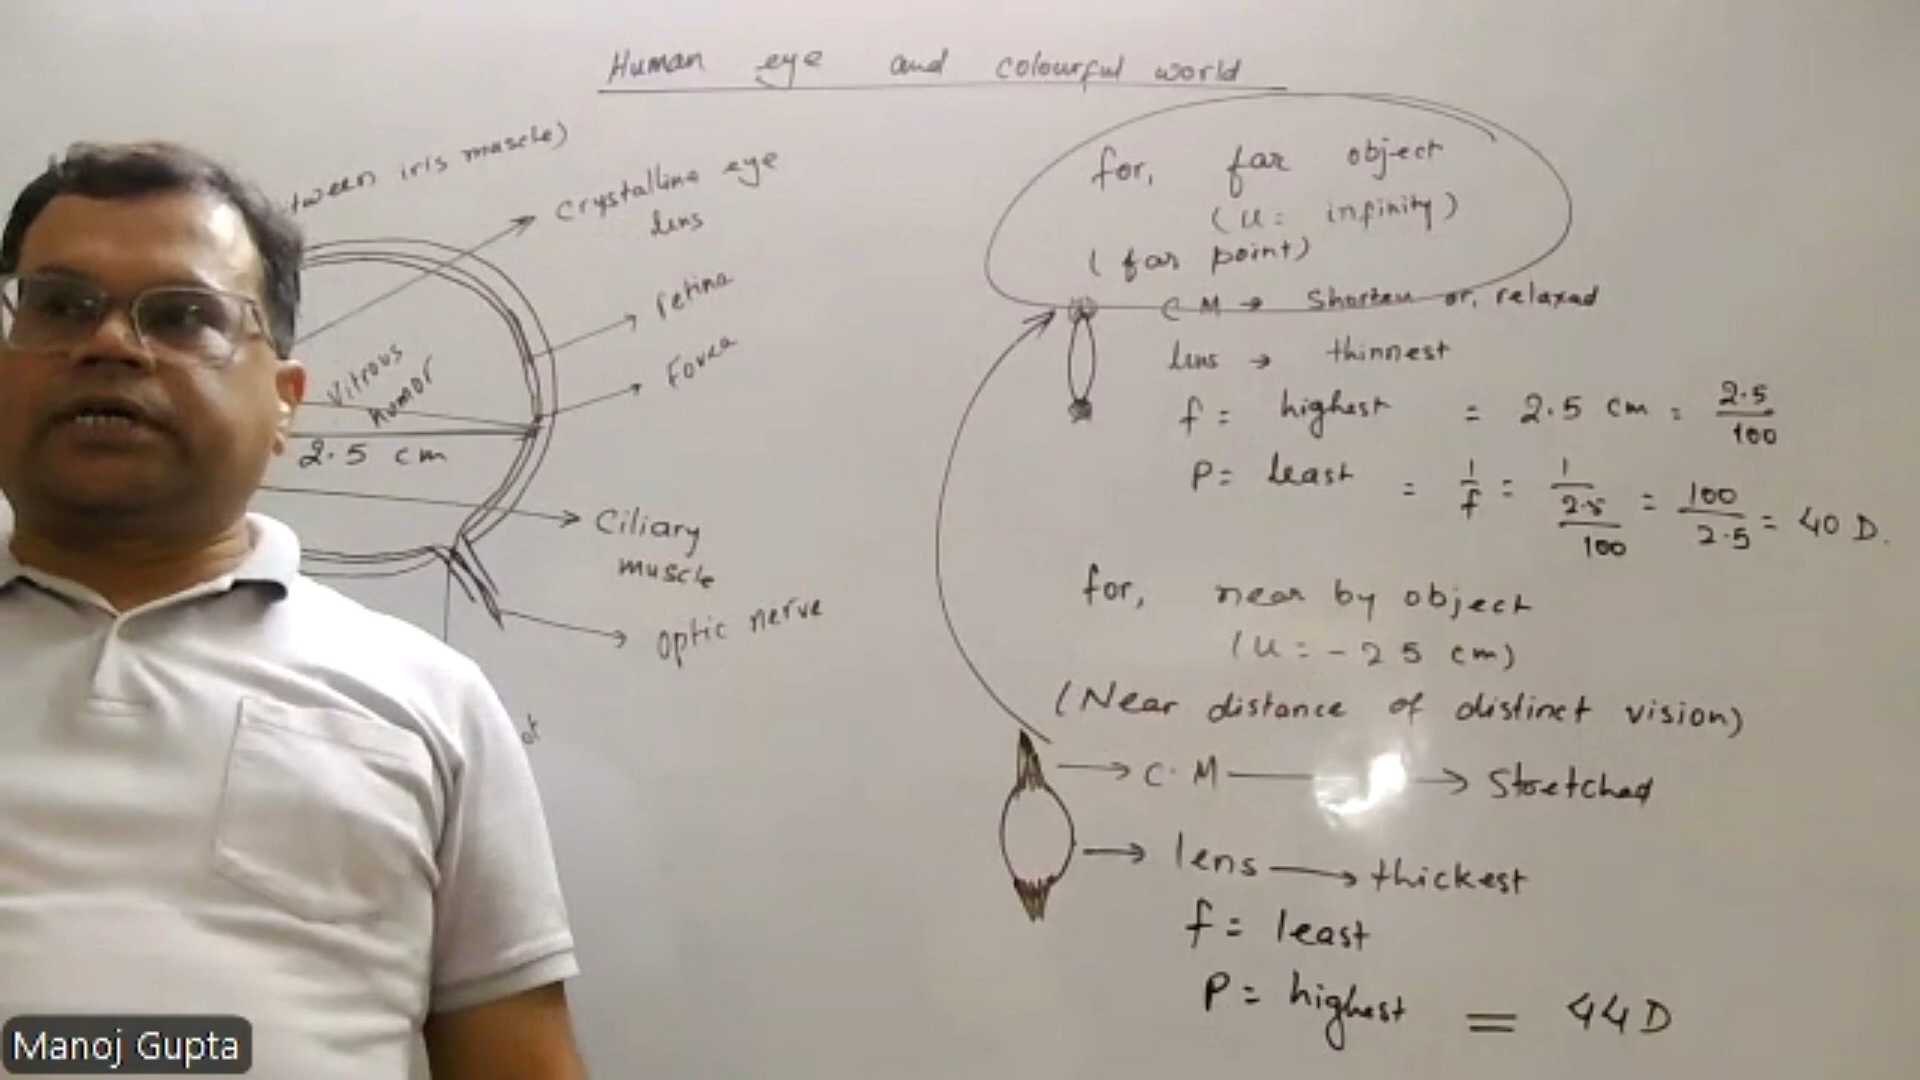 Human eye and colourful world
tween iris muscle)
Crystalline eye
lens
retina
Fovea
Vitrous
humor
2.5 cm
Ciliary
muscle
optic nerve
for, far object
(u = infinity)
(far point)
C M → Shorten or, relaxed
lens → thinnest
f = highest = 2.5 cm = 2.5/100
P = least = 1/f = 1/(2.5/100) = 100/2.5 = 40 D.
for, near by object
(u = -25 cm)
(Near distance of distinct vision)
→ C.M → Stretched
→ lens → thickest
f = least
P = highest = 44D
Manoj Gupta